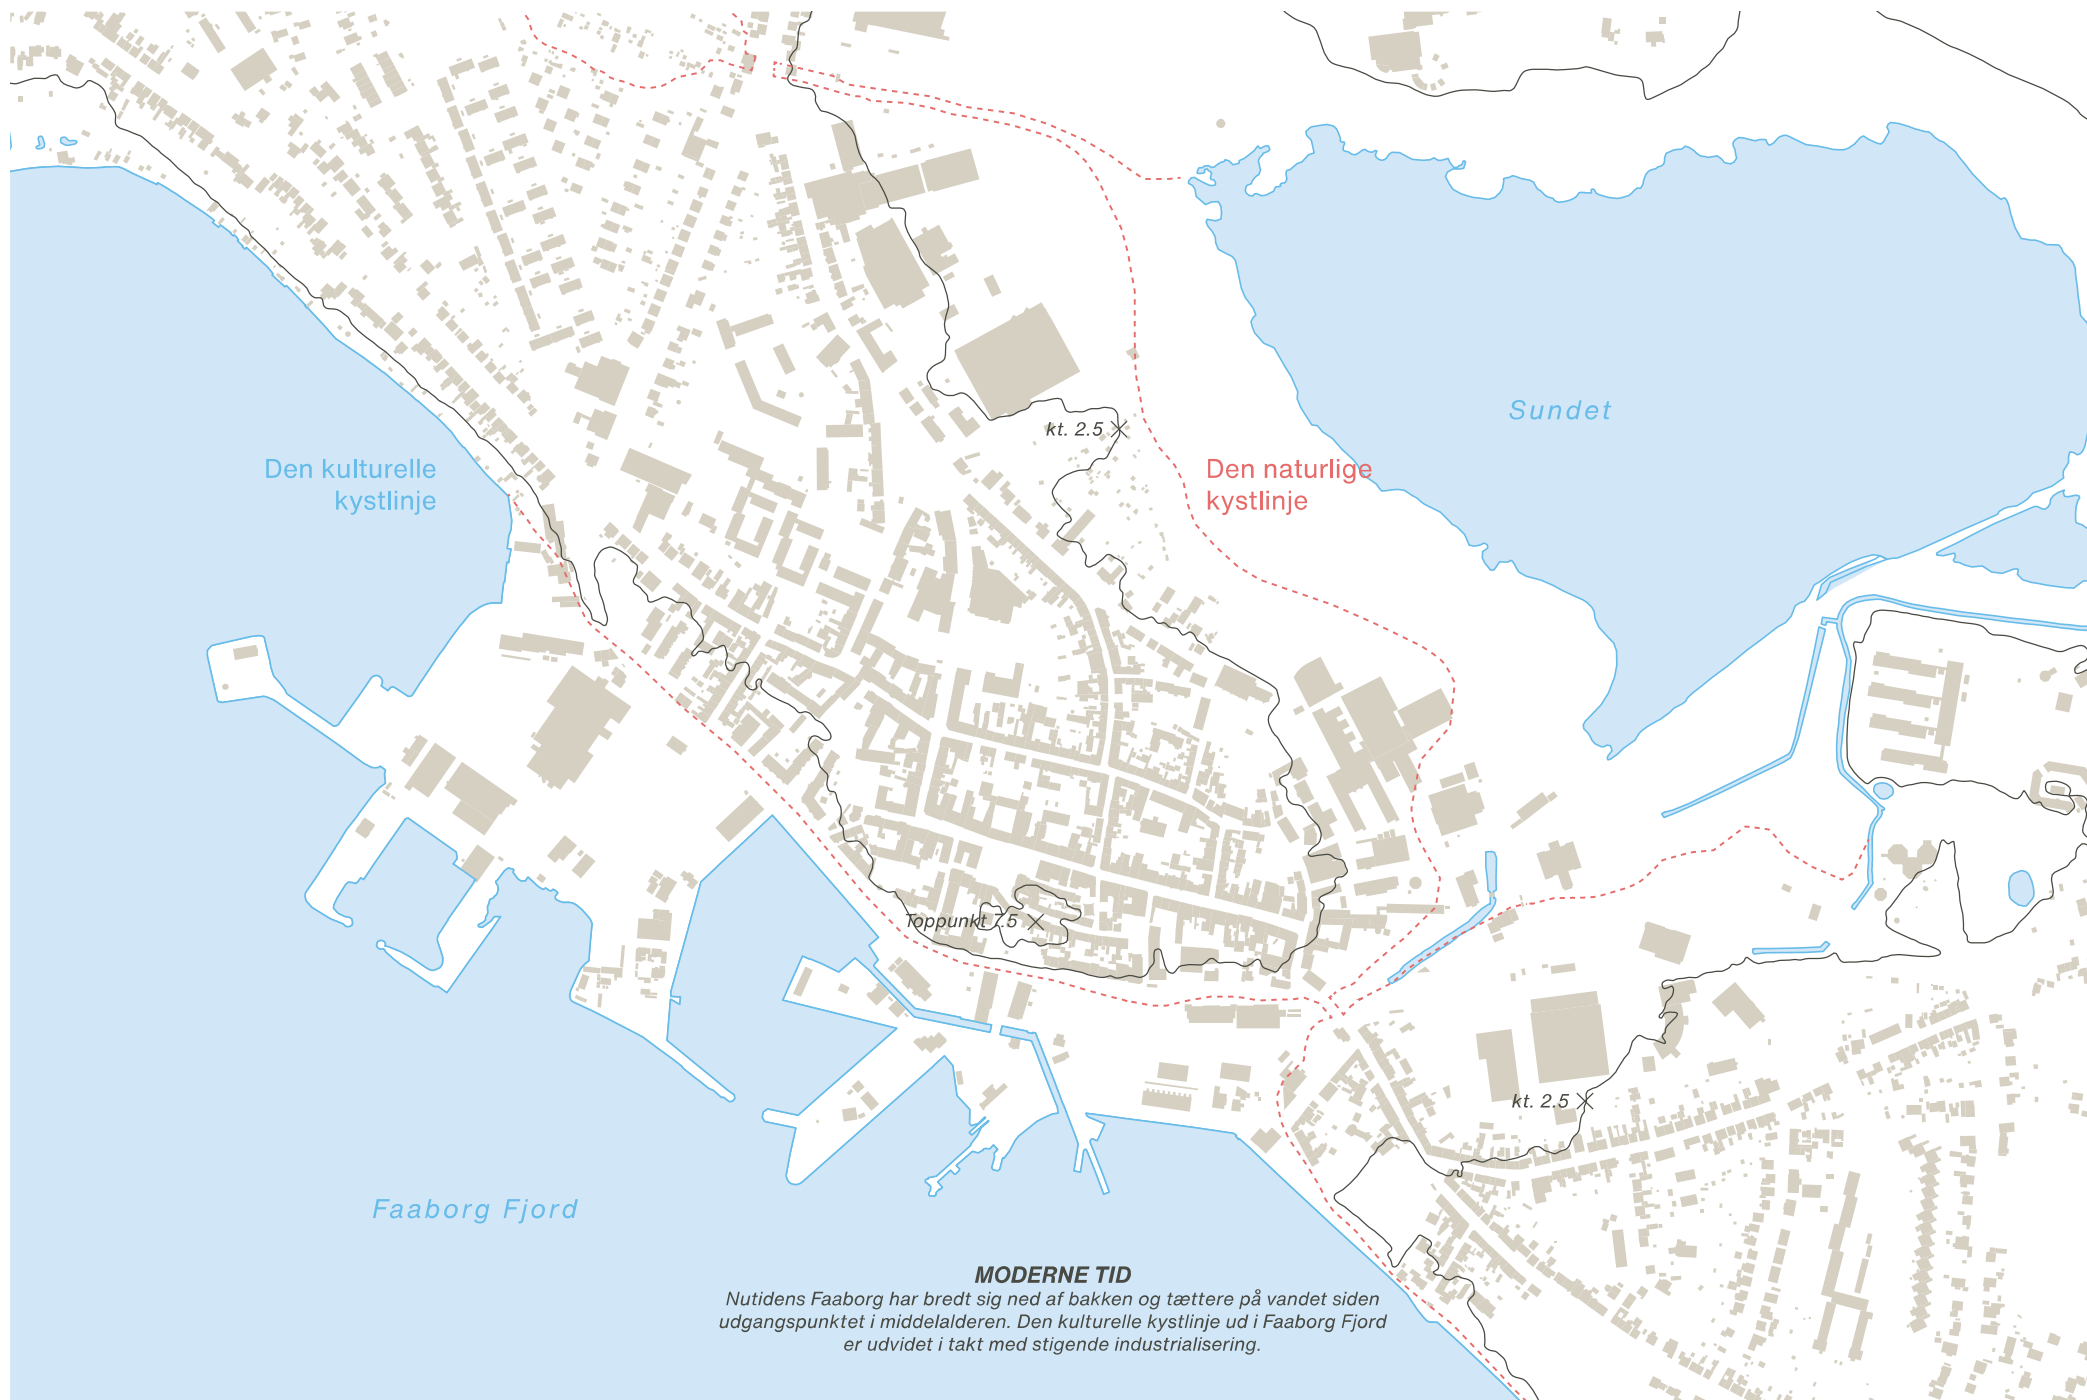 kt. 2.5
Sundet
Den kulturelle
kystlinje
Den naturlige
kystlinje
Toppunkt 7.5
kt. 2.5
Faaborg Fjord
MODERNE TID
Nutidens Faaborg har bredt sig ned af bakken og tættere på vandet siden
udgangspunktet i middelalderen. Den kulturelle kystlinje ud i Faaborg Fjord
er udvidet i takt med stigende industrialisering.